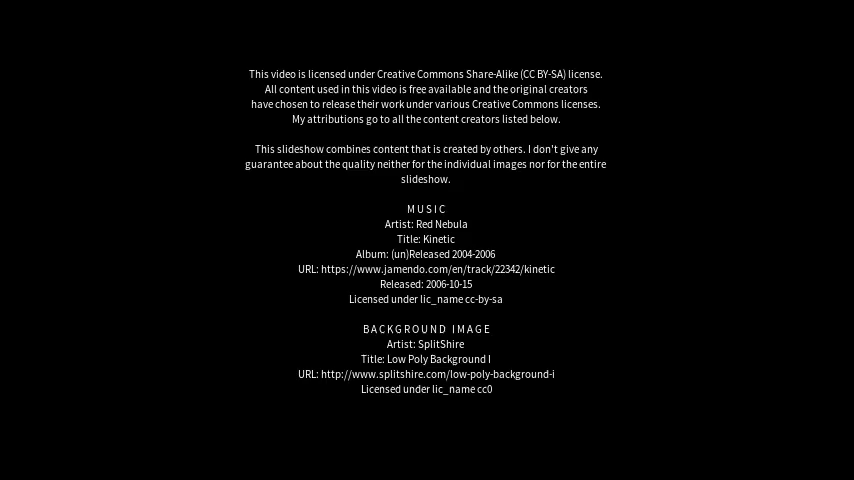 This video is licensed under Creative Commons Share-Alike (CC BY-SA) license.
All content used in this video is free available and the original creators
have chosen to release their work under various Creative Commons licenses.
My attributions go to all the content creators listed below.
This slideshow combines content that is created by others. I don't give any
guarantee about the quality neither for the individual images nor for the entire
slideshow.
MUSIC
Artist: Red Nebula
Title: Kinetic
Album: (un)Released 2004-2006
URL: https://www.jamendo.com/en/track/22342/kinetic
Released: 2006-10-15
Licensed under lic_name cc-by-sa
BACKGROUND IMAGE
Artist: SplitShire
Title: Low Poly Background I
URL: http://www.splitshire.com/low-poly-background-i
Licensed under lic_name cc0